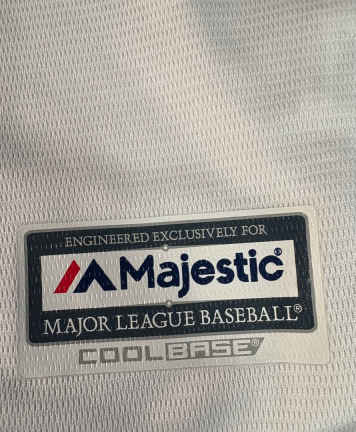 ENGINEERED EXCLUSIVELY FOR
Majestic®
MAJOR LEAGUE BASEBALL®
COOLBASE®